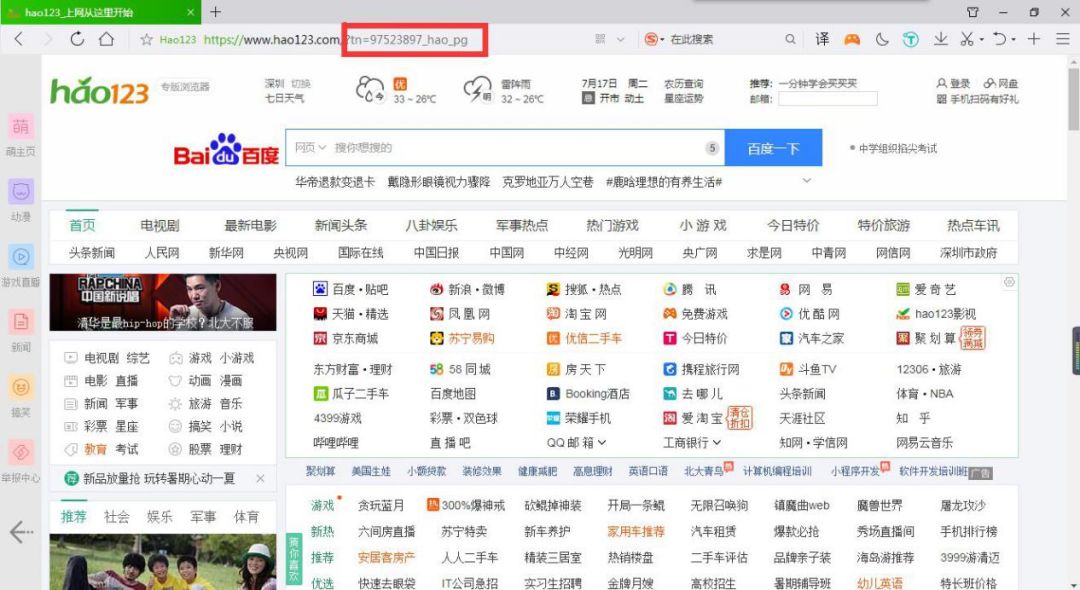 hao123_上网从这里开始
Hao123 https://www.hao123.com/?tn=97523897_hao_pg
在此搜索
译
hao123 专版浏览器
深圳 切换
七日天气
今 优 33 ~ 26℃
明 雷阵雨 32 ~ 26℃
7月17日 周二 农历查询
忌 开市 动土 星座运势
推荐: 一分钟学会买买买
邮箱:
登录 网盘
手机扫码有好礼
Baidu百度 网页 搜你想搜的 5 百度一下
中学组织掐尖考试
华帝退款变退卡 戴隐形眼镜视力骤降 克罗地亚万人空巷 #鹿晗理想的有养生活#
萌
萌主页
动漫
游戏直播
新闻
搞笑
举报中心
首页 电视剧 最新电影 新闻头条 八卦娱乐 军事热点 热门游戏 小 游 戏 今日特价 特价旅游 热点车讯
头条新闻 人民网 新华网 央视网 国际在线 中国日报 中国网 中经网 光明网 央广网 求是网 中青网 网信网 深圳市政府
RAPCHINA
中国新说唱
清华是最hip-hop的学校? 北大不服
电视剧 综艺 游戏 小游戏
电影 直播 动画 漫画
新闻 军事 旅游 音乐
彩票 星座 搞笑 小说
教育 考试 股票 理财
荐 新品放量抢 玩转暑期心动一夏
推荐 社会 娱乐 军事 体育
百度 • 贴吧 新浪 • 微博 搜狐 • 热点 腾 讯 网 易 爱 奇 艺
天猫 • 精选 凤 凰 网 淘 宝 网 免费游戏 优 酷 网 hao123影视
京东商城 苏宁易购 优信二手车 今日特价 汽车之家 聚 划 算 领券满减
东方财富 • 理财 58 同 城 房 天 下 携程旅行网 斗鱼TV 12306 • 旅游
瓜子二手车 百度地图 Booking酒店 去 哪 儿 头条新闻 体育 • NBA
4399游戏 彩票 • 双色球 荣耀手机 爱 淘 宝 清仓折扣 天涯社区 知 乎
哔哩哔哩 直 播 吧 QQ 邮 箱 工商银行 知网 • 学信网 网易云音乐
聚划算 美国生蚝 小额贷款 装修效果 健康减肥 高息理财 英语口语 北大青鸟 计算机编程培训 小程序开发 软件开发培训班 广告
猜你喜欢
游戏 贪玩蓝月 热 300%爆神戒 砍鲲掉神装 开局一条鲲 无限召唤狗 镇魔曲web 魔兽世界 屠龙攻沙
新热 六间房直播 苏宁特卖 新车养护 家用车推荐 汽车租赁 爆款必抢 秀场直播间 手机排行榜
推荐 安居客房产 人人二手车 精装三居室 热销楼盘 二手车评估 品牌亲子装 海岛游推荐 3999游清迈
优选 快速去眼袋 IT公司急招 实习生招聘 金牌月嫂 高校招生 暑期辅导班 幼儿英语 特长班价格